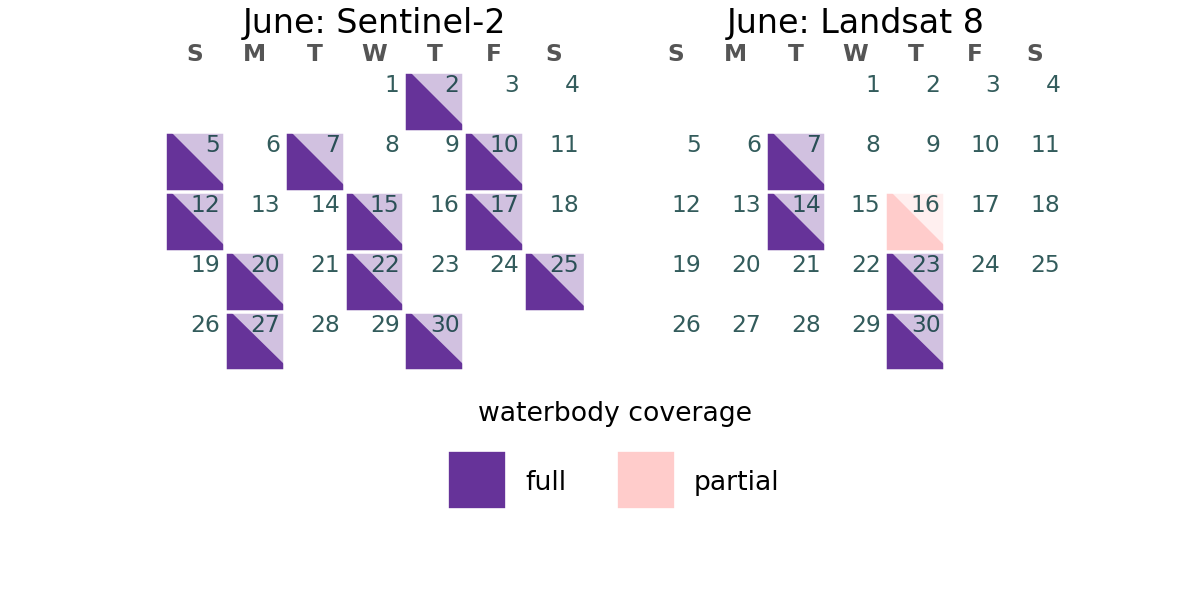 June: Sentinel-2
S M T W T F S
1 2 3 4
5 6 7 8 9 10 11
12 13 14 15 16 17 18
19 20 21 22 23 24 25
26 27 28 29 30
June: Landsat 8
S M T W T F S
1 2 3 4
5 6 7 8 9 10 11
12 13 14 15 16 17 18
19 20 21 22 23 24 25
26 27 28 29 30
waterbody coverage
full partial